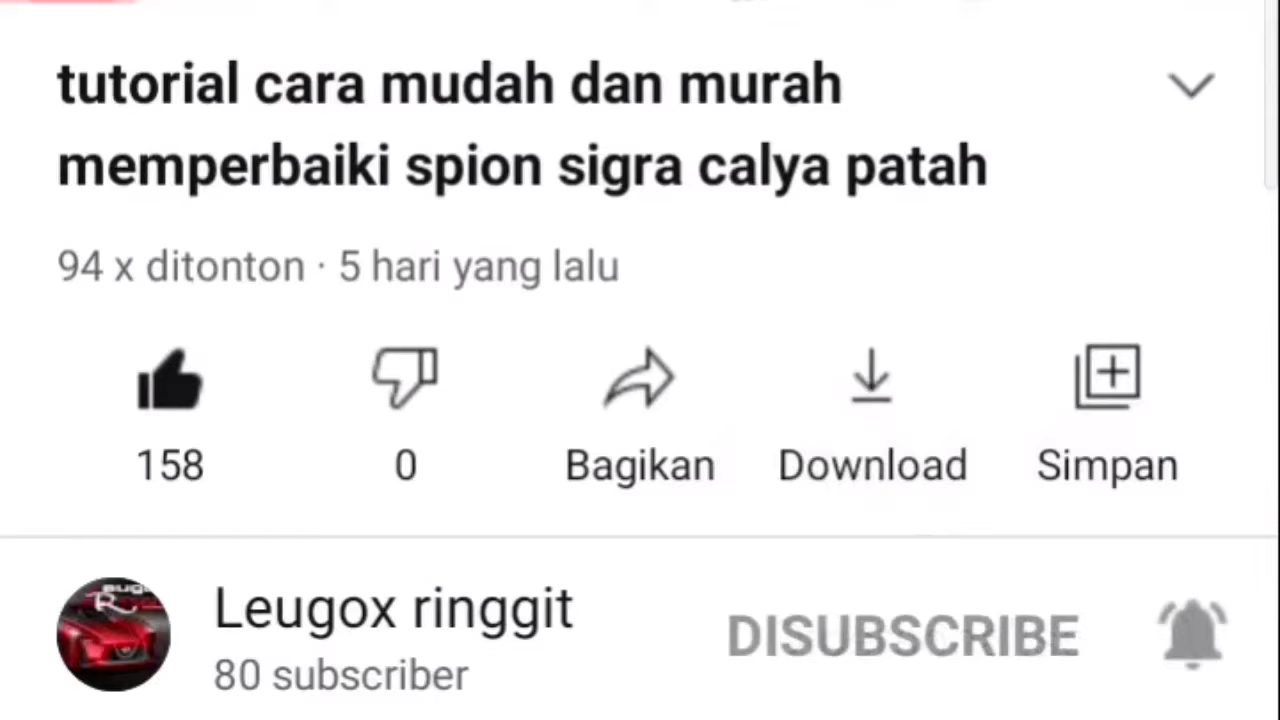 tutorial cara mudah dan murah
memperbaiki spion sigra calya patah
94 x ditonton · 5 hari yang lalu
158
0
Bagikan
Download
Simpan
Leugox ringgit
DISUBSCRIBE
80 subscriber